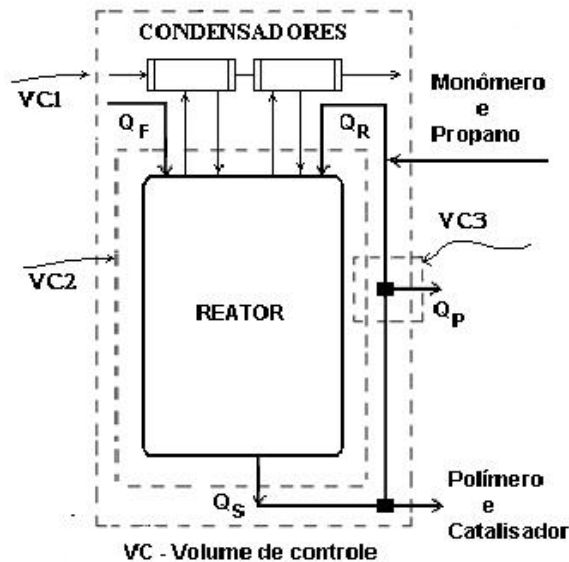 CONDENSADORES
VC1
Q F
Q R
Monômero
e
Propano
VC3
VC2
REATOR
Q P
Q S
Polímero
e
Catalisador
VC - Volume de controle